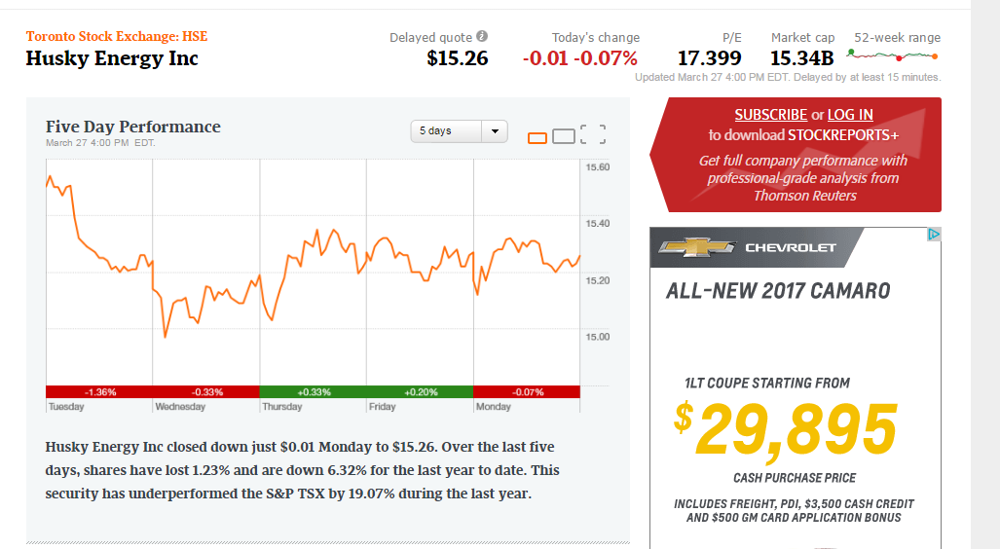 Toronto Stock Exchange: HSE
Husky Energy Inc
Delayed quote i
$15.26
Today's change
-0.01 -0.07%
P/E
17.399
Market cap
15.34B
52-week range
Updated March 27 4:00 PM EDT. Delayed by at least 15 minutes.
Five Day Performance
March 27 4:00 PM EDT.
5 days
15.60
15.40
15.20
15.00
-1.36%
-0.33%
+0.33%
+0.20%
-0.07%
Tuesday
Wednesday
Thursday
Friday
Monday
Husky Energy Inc closed down just $0.01 Monday to $15.26. Over the last five
days, shares have lost 1.23% and are down 6.32% for the last year to date. This
security has underperformed the S&P TSX by 19.07% during the last year.
SUBSCRIBE or LOG IN
to download STOCKREPORTS+
Get full company performance with
professional-grade analysis from
Thomson Reuters
CHEVROLET
ALL-NEW 2017 CAMARO
1LT COUPE STARTING FROM
$29,895
CASH PURCHASE PRICE
INCLUDES FREIGHT, PDI, $3,500 CASH CREDIT
AND $500 GM CARD APPLICATION BONUS